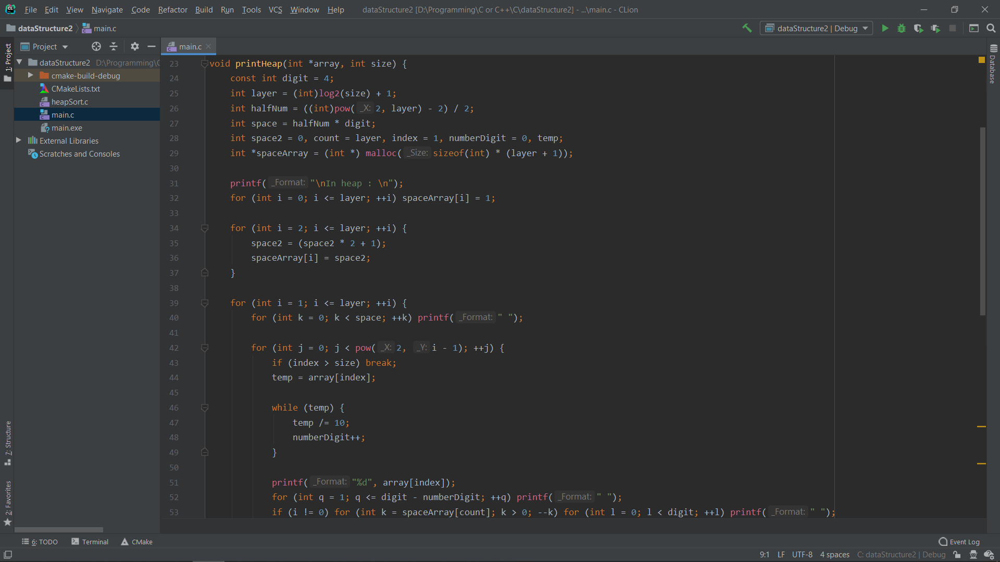 File Edit View Navigate Code Refactor Build Run Tools VCS Window Help dataStructure2 [D:\Programming\C or C++\C\dataStructure2] - ...\main.c - CLion
dataStructure2 main.c dataStructure2 | Debug
1: Project
Project
main.c
dataStructure2 D:\Programming\C
cmake-build-debug
CMakeLists.txt
heapSort.c
main.c
main.exe
External Libraries
Scratches and Consoles
7: Structure
2: Favorites
23 void printHeap(int *array, int size) {
24 const int digit = 4;
25 int layer = (int)log2(size) + 1;
26 int halfNum = ((int)pow( _X: 2, layer) - 2) / 2;
27 int space = halfNum * digit;
28 int space2 = 0, count = layer, index = 1, numberDigit = 0, temp;
29 int *spaceArray = (int *) malloc( _Size: sizeof(int) * (layer + 1));
30
31 printf( _Format: "\nIn heap : \n");
32 for (int i = 0; i <= layer; ++i) spaceArray[i] = 1;
33
34 for (int i = 2; i <= layer; ++i) {
35 space2 = (space2 * 2 + 1);
36 spaceArray[i] = space2;
37 }
38
39 for (int i = 1; i <= layer; ++i) {
40 for (int k = 0; k < space; ++k) printf( _Format: " ");
41
42 for (int j = 0; j < pow( _X: 2, _Y: i - 1); ++j) {
43 if (index > size) break;
44 temp = array[index];
45
46 while (temp) {
47 temp /= 10;
48 numberDigit++;
49 }
50
51 printf( _Format: "%d", array[index]);
52 for (int q = 1; q <= digit - numberDigit; ++q) printf( _Format: " ");
53 if (i != 0) for (int k = spaceArray[count]; k > 0; --k) for (int l = 0; l < digit; ++l) printf( _Format: " ");
Database
6: TODO Terminal CMake Event Log
9:1 LF UTF-8 4 spaces C: dataStructure2 | Debug